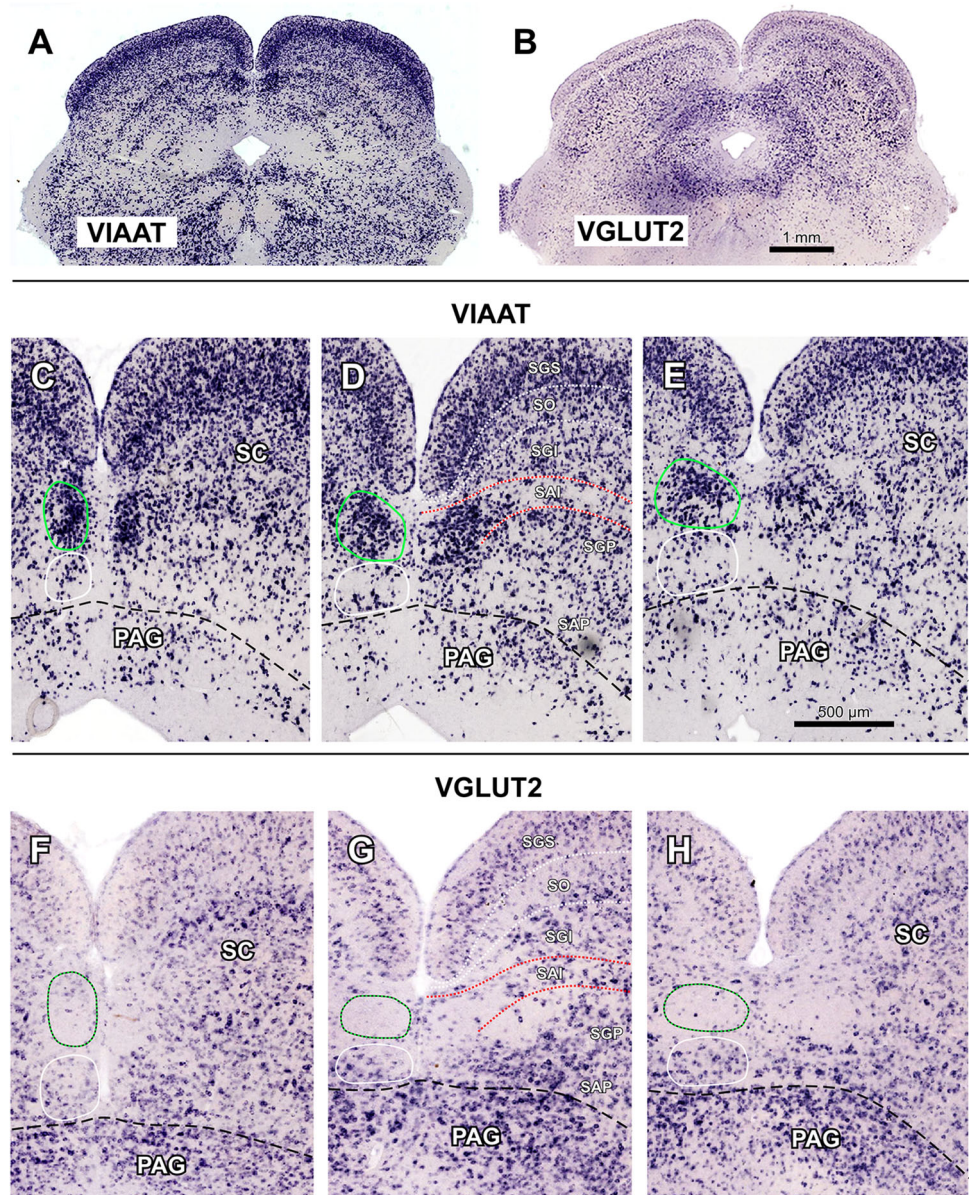 A
B
VIAAT
VGLUT2
1 mm
VIAAT
C
D
E
SGS
SO
SC
SC
SGI
SAI
SGP
SAP
PAG
PAG
PAG
500 µm
VGLUT2
F
G
H
SGS
SO
SC
SC
SGI
SAI
SGP
SAP
PAG
PAG
PAG